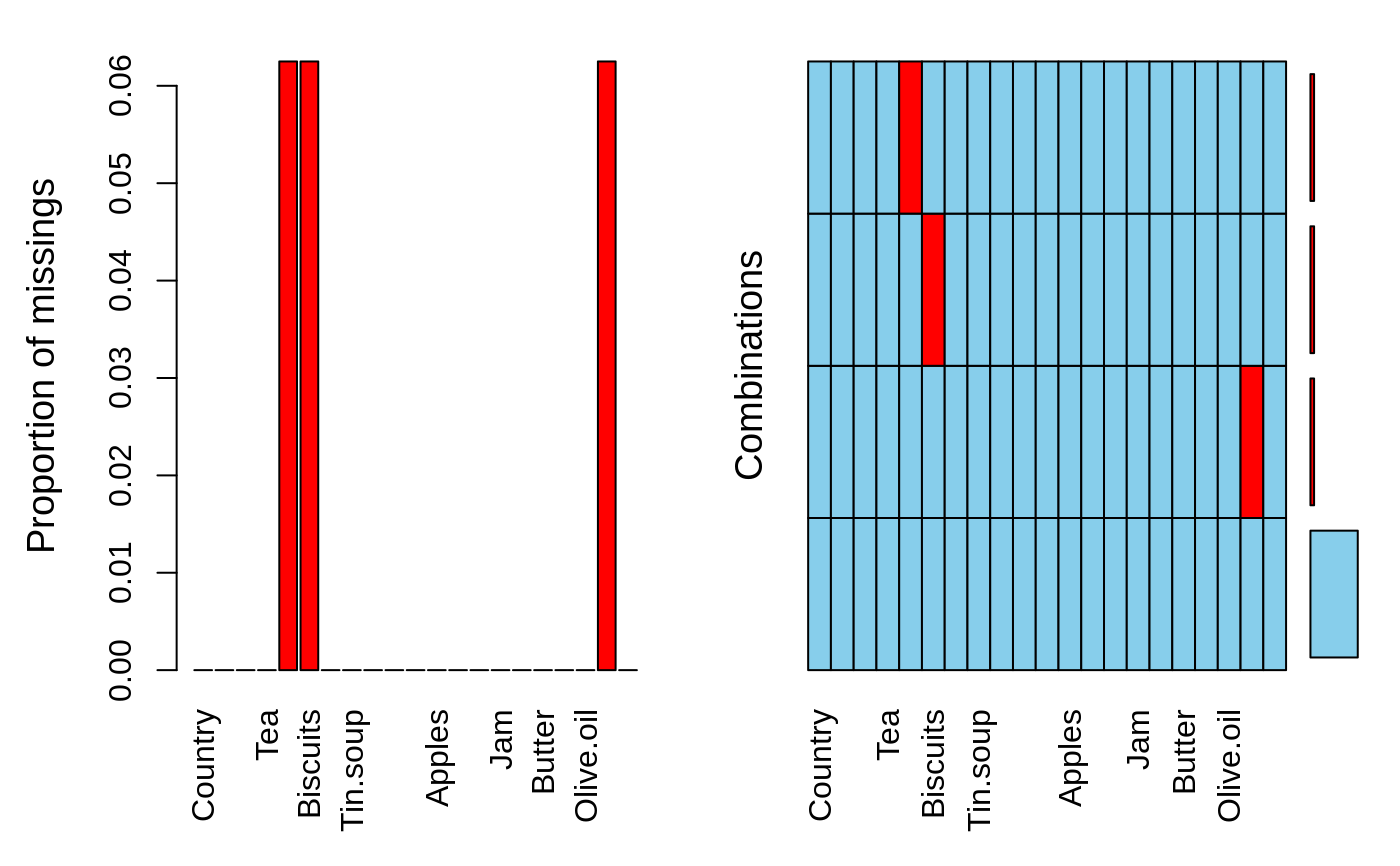 Proportion of missings
0.06
0.05
0.04
0.03
0.02
0.01
0.00
Country
Tea
Biscuits
Tin.soup
Apples
Jam
Butter
Olive.oil
Combinations
Country
Tea
Biscuits
Tin.soup
Apples
Jam
Butter
Olive.oil